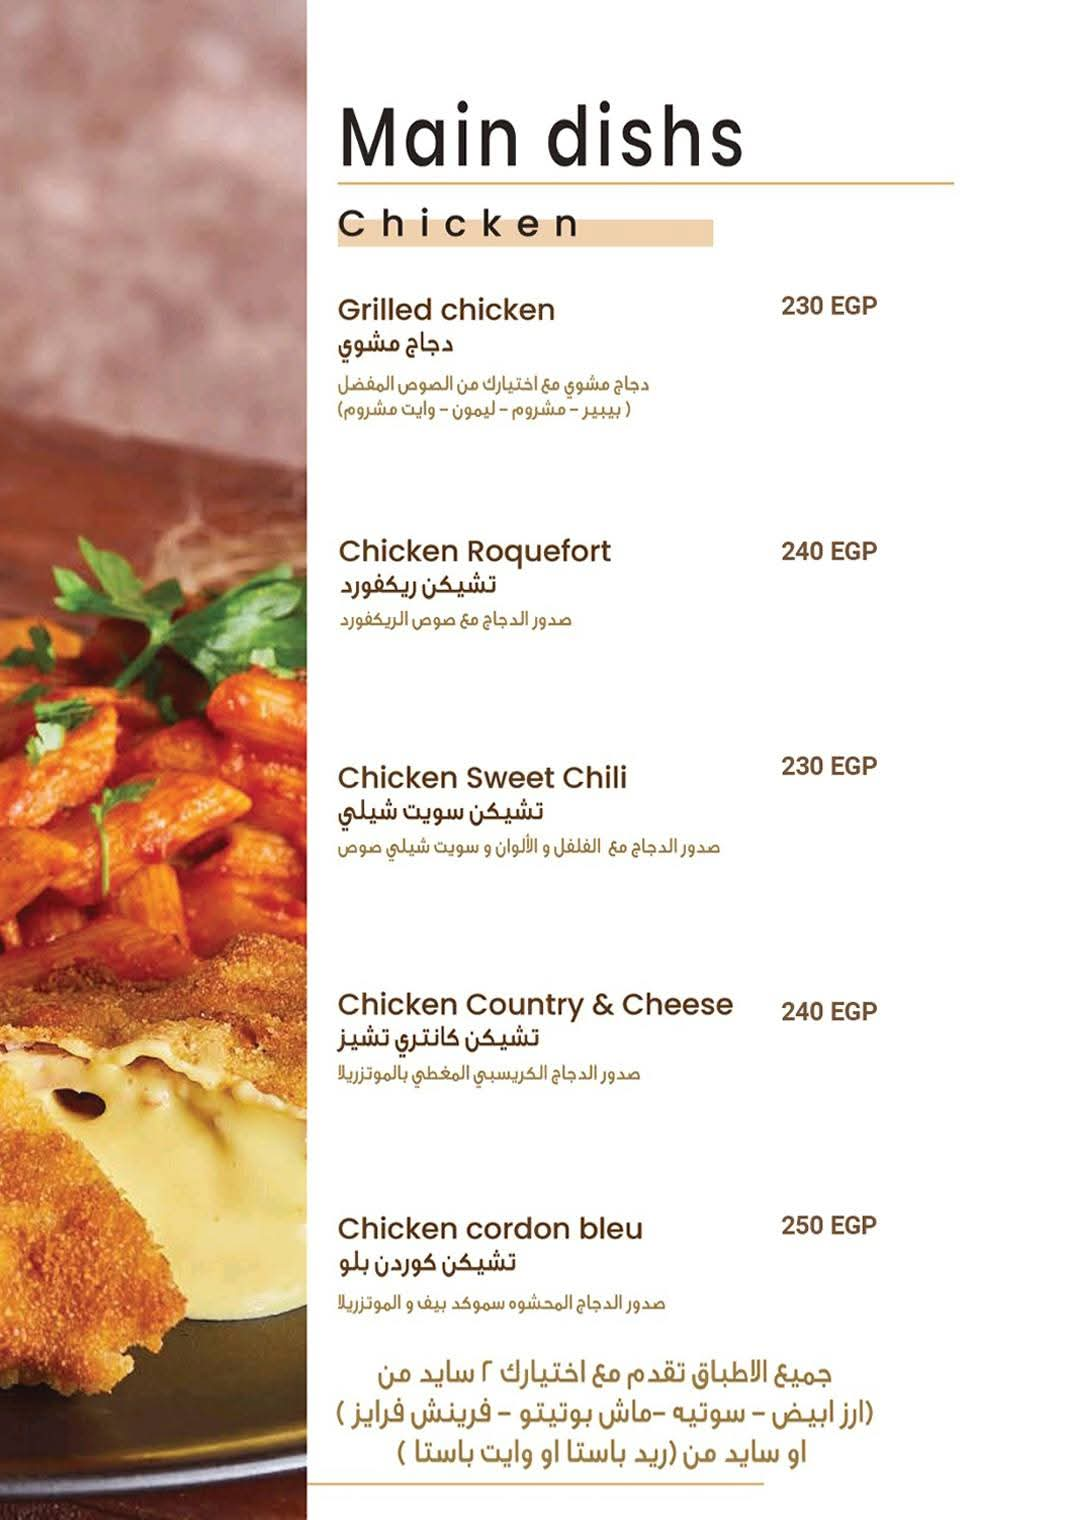 Main dishs
Chicken
Grilled chicken
230 EGP
دجاج مشوي
دجاج مشوي مع اختيارك من الصوص المفضل
( بيبير - مشروم - ليمون - وايت مشروم)
Chicken Roquefort
240 EGP
تشيكن ريكفورد
صدور الدجاج مع صوص الريكفورد
Chicken Sweet Chili
230 EGP
تشيكن سويت شيلي
صدور الدجاج مع الفلفل و الألوان و سويت شيلي صوص
Chicken Country & Cheese
240 EGP
تشيكن كانتري تشيز
صدور الدجاج الكريسبي المغطي بالموتزريلا
Chicken cordon bleu
250 EGP
تشيكن كوردن بلو
صدور الدجاج المحشوه سموكد بيف و الموتزريلا
جميع الاطباق تقدم مع اختيارك ٢ سايد من
(ارز ابيض - سوتيه -ماش بوتيتو - فرينش فرايز )
او سايد من (ريد باستا او وايت باستا )